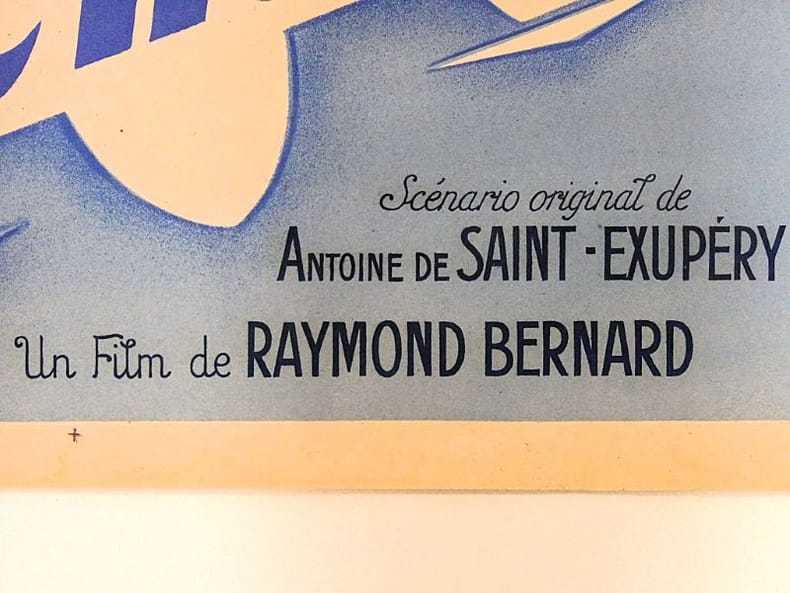 Scénario original de
ANTOINE DE SAINT-EXUPÉRY
Un Film de RAYMOND BERNARD